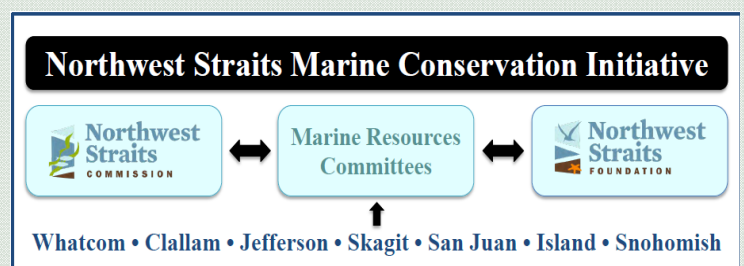 Northwest Straits Marine Conservation Initiative
Northwest
Straits
COMMISSION
Marine Resources
Committees
Northwest
Straits
FOUNDATION
Whatcom • Clallam • Jefferson • Skagit • San Juan • Island • Snohomish